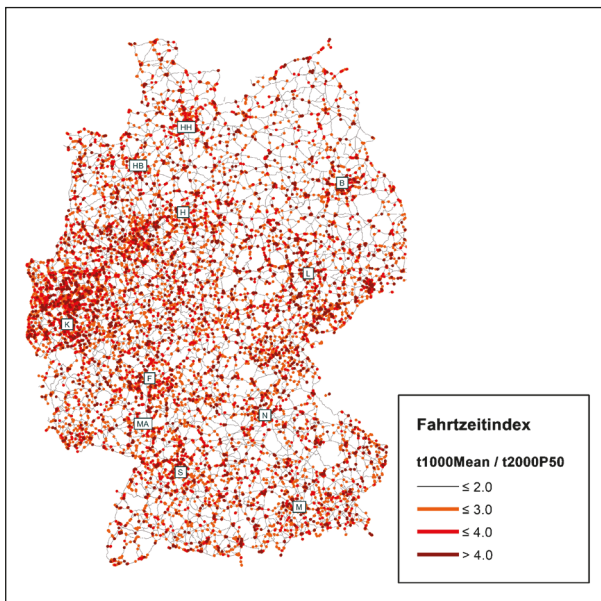 HH
HB
B
H
L
K
F
MA
N
S
M
Fahrtzeitindex
t1000Mean / t2000P50
≤ 2.0
≤ 3.0
≤ 4.0
> 4.0